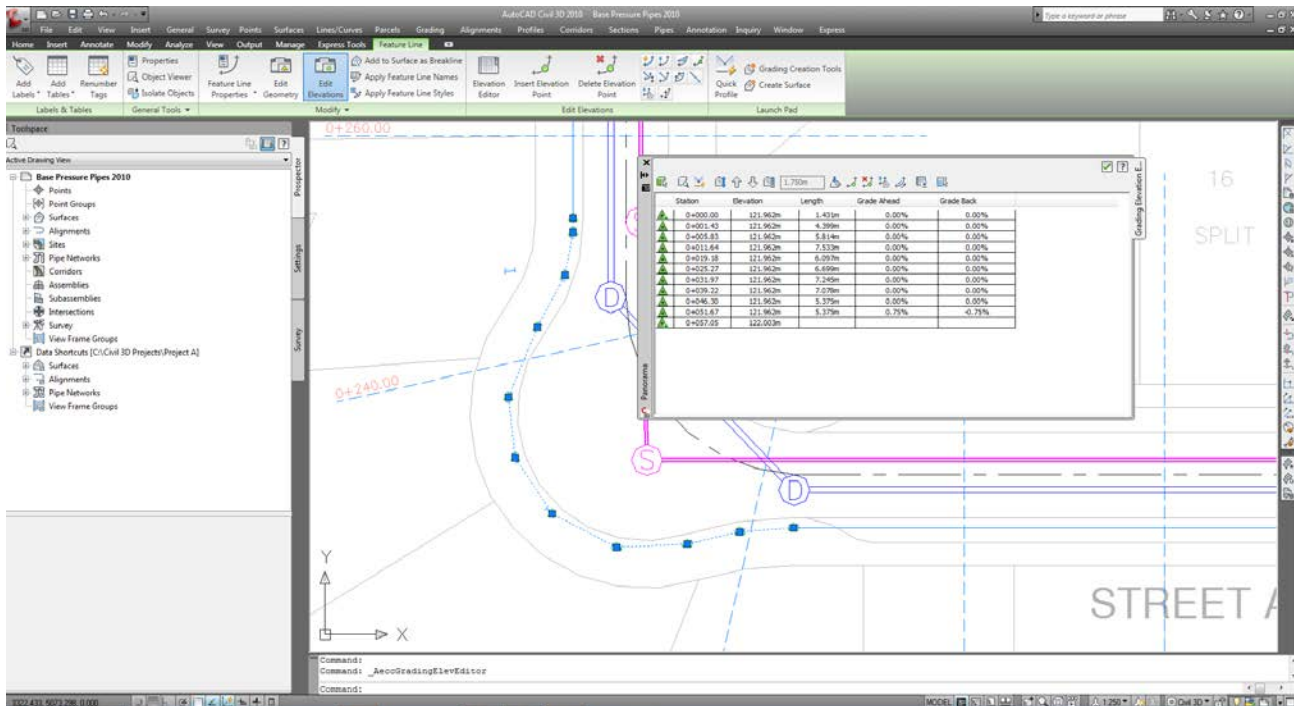 AutoCAD Civil 3D 2010 Base Pressure Pipes 2010
Type a keyword or phrase
File Edit View Insert General Survey Points Surfaces Lines/Curves Parcels Grading Alignments Profiles Corridors Sections Pipes Annotation Inquiry Window Express
Home Insert Annotate Modify Analyze View Output Manage Express Tools Feature Line
Add Labels
Add Tables
Renumber Tags
Properties
Object Viewer
Isolate Objects
Feature Line Properties
Edit Geometry
Edit Elevations
Add to Surface as Breakline
Apply Feature Line Names
Apply Feature Line Styles
Elevation Editor
Insert Elevation Point
Delete Elevation Point
Quick Profile
Grading Creation Tools
Create Surface
Labels & Tables General Tools Modify Edit Elevations Launch Pad
Toolspace
Active Drawing View
Base Pressure Pipes 2010
Points
Point Groups
Surfaces
Alignments
Sites
Pipe Networks
Corridors
Assemblies
Subassemblies
Intersections
Survey
View Frame Groups
Data Shortcuts [C:\Civil 3D Projects\Project A]
Surfaces
Alignments
Pipe Networks
View Frame Groups
Prospector
Settings
Survey
0+260.00
0+240.00
D
S
D
16
SPLIT
STREET A
Y
X
Panorama
Grading Elevation E...
1.750m
Station Elevation Length Grade Ahead Grade Back
0+000.00 121.962m 1.431m 0.00% 0.00%
0+001.43 121.962m 4.399m 0.00% 0.00%
0+005.83 121.962m 5.814m 0.00% 0.00%
0+011.64 121.962m 7.533m 0.00% 0.00%
0+019.18 121.962m 6.097m 0.00% 0.00%
0+025.27 121.962m 6.699m 0.00% 0.00%
0+031.97 121.962m 7.245m 0.00% 0.00%
0+039.22 121.962m 7.078m 0.00% 0.00%
0+046.30 121.962m 5.375m 0.00% 0.00%
0+051.67 121.962m 5.375m 0.75% -0.75%
0+057.05 122.003m
Command:
Command: _AeccGradingElevEditor
Command:
MODEL 1:250 Civil 3D